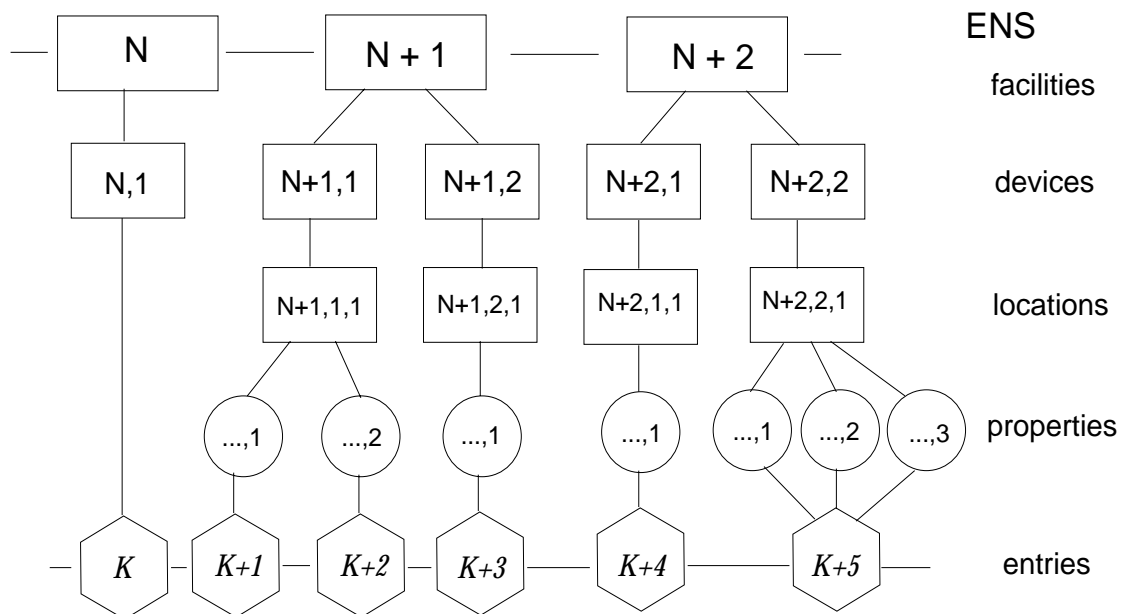 ENS
N
N + 1
N + 2
facilities
N,1
N+1,1
N+1,2
N+2,1
N+2,2
devices
N+1,1,1
N+1,2,1
N+2,1,1
N+2,2,1
locations
...,1
...,2
...,1
...,1
...,1
...,2
...,3
properties
K
K+1
K+2
K+3
K+4
K+5
entries